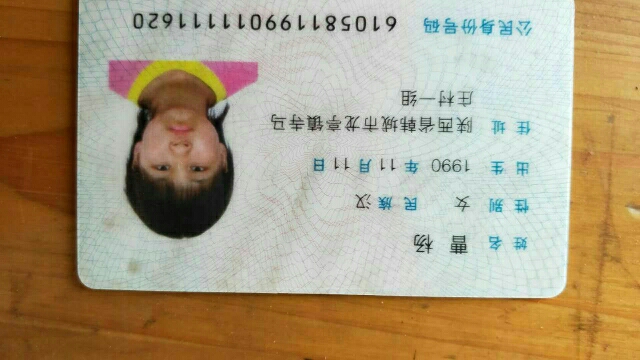 姓名 曹杨
性别 女 民族 汉
出生 1990 年 11 月 11 日
住址 陕西省韩城市龙亭镇寺马
庄村一组
公民身份号码 610581199011111620